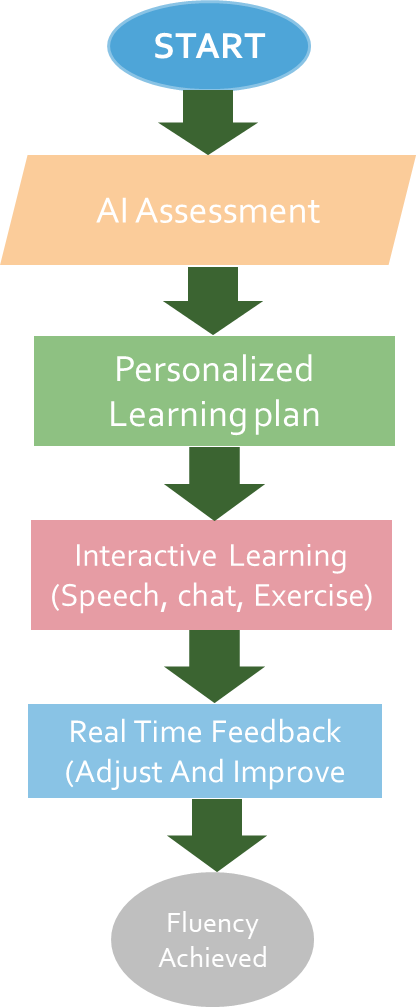 START
AI Assessment
Personalized
Learning plan
Interactive Learning
(Speech, chat, Exercise)
Real Time Feedback
(Adjust And Improve
Fluency
Achieved